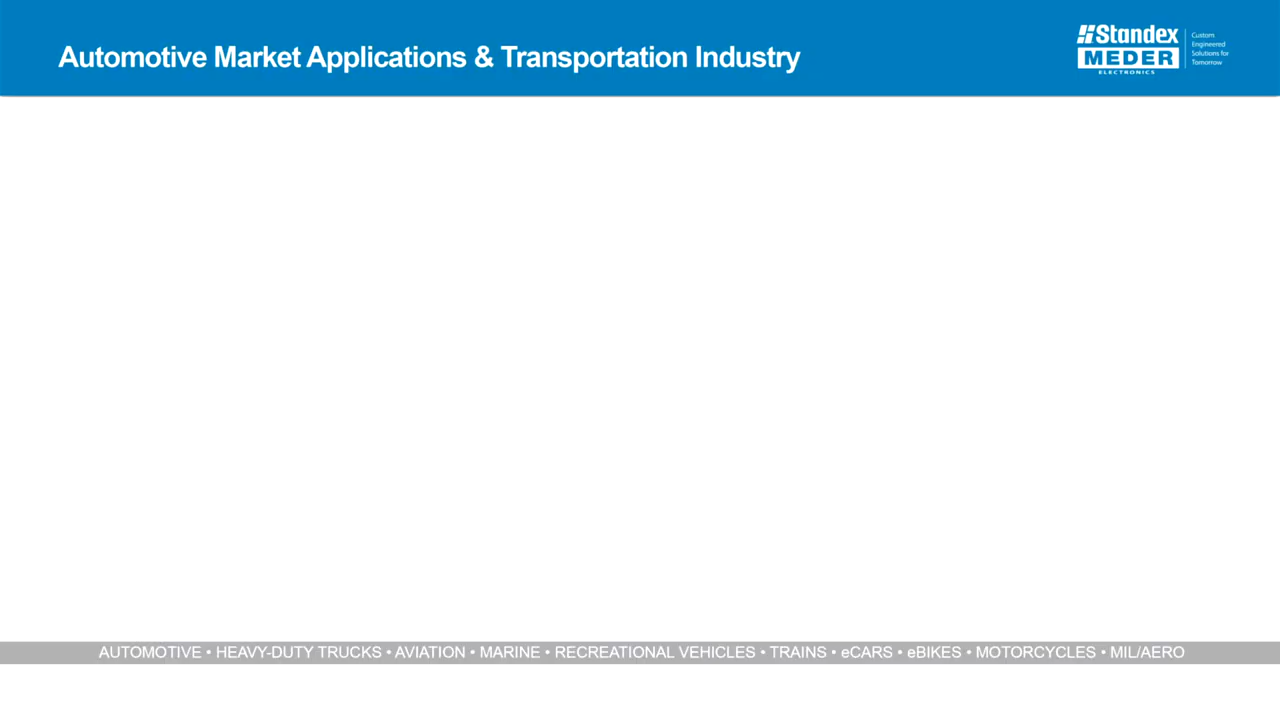 Automotive Market Applications & Transportation Industry
Standex
MEDER
ELECTRONICS
Custom
Engineered
Solutions for
Tomorrow
AUTOMOTIVE • HEAVY-DUTY TRUCKS • AVIATION • MARINE • RECREATIONAL VEHICLES • TRAINS • eCARS • eBIKES • MOTORCYCLES • MIL/AERO